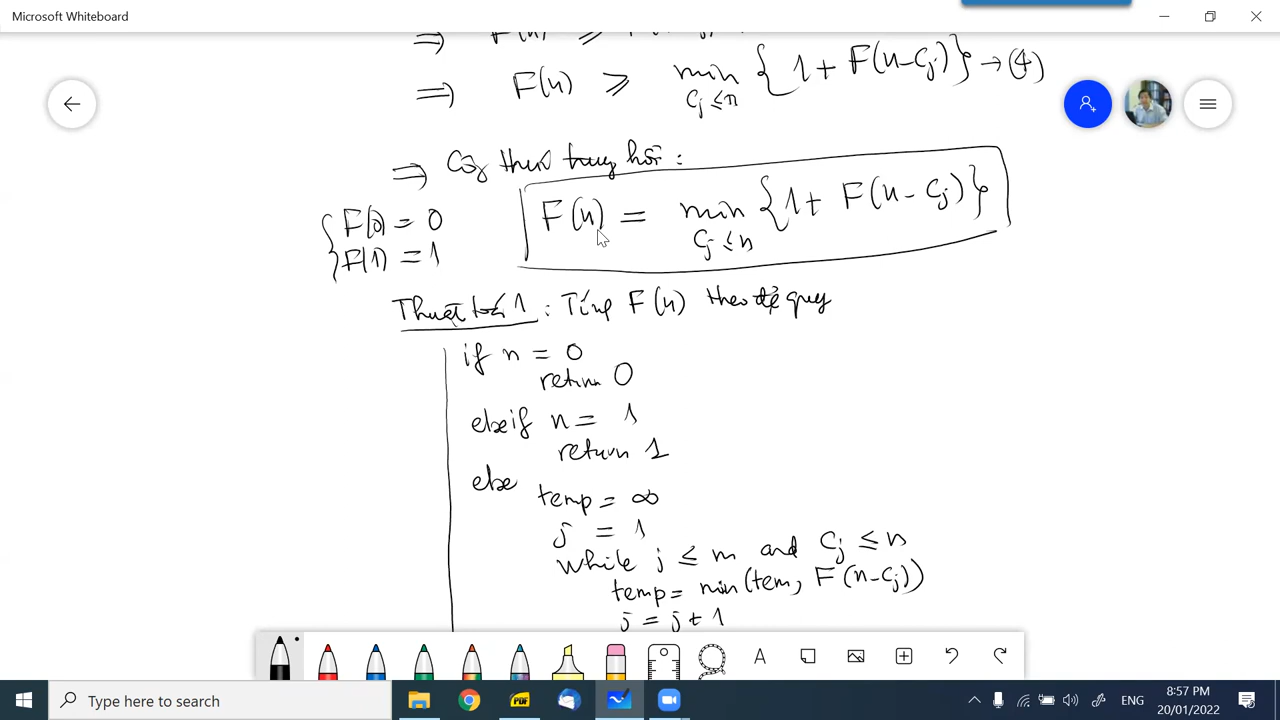 Microsoft Whiteboard
⇒ F(n) ≥
⇒ F(n) ≥ min {1 + F(n-cj)} → (4)
cj ≤ n
⇒ Công thức truy hồi :
F(0) = 0
F(1) = 1
F(n) = min {1 + F(n - cj)}
cj ≤ n
Thuật toán 1 : Tính F(n) theo đệ quy
if n = 0
return 0
elseif n = 1
return 1
else
temp = ∞
j = 1
while j ≤ m and cj ≤ n
temp = min(tem, F(n-cj))
j = j + 1
Type here to search
PDF
ENG
8:57 PM
20/01/2022